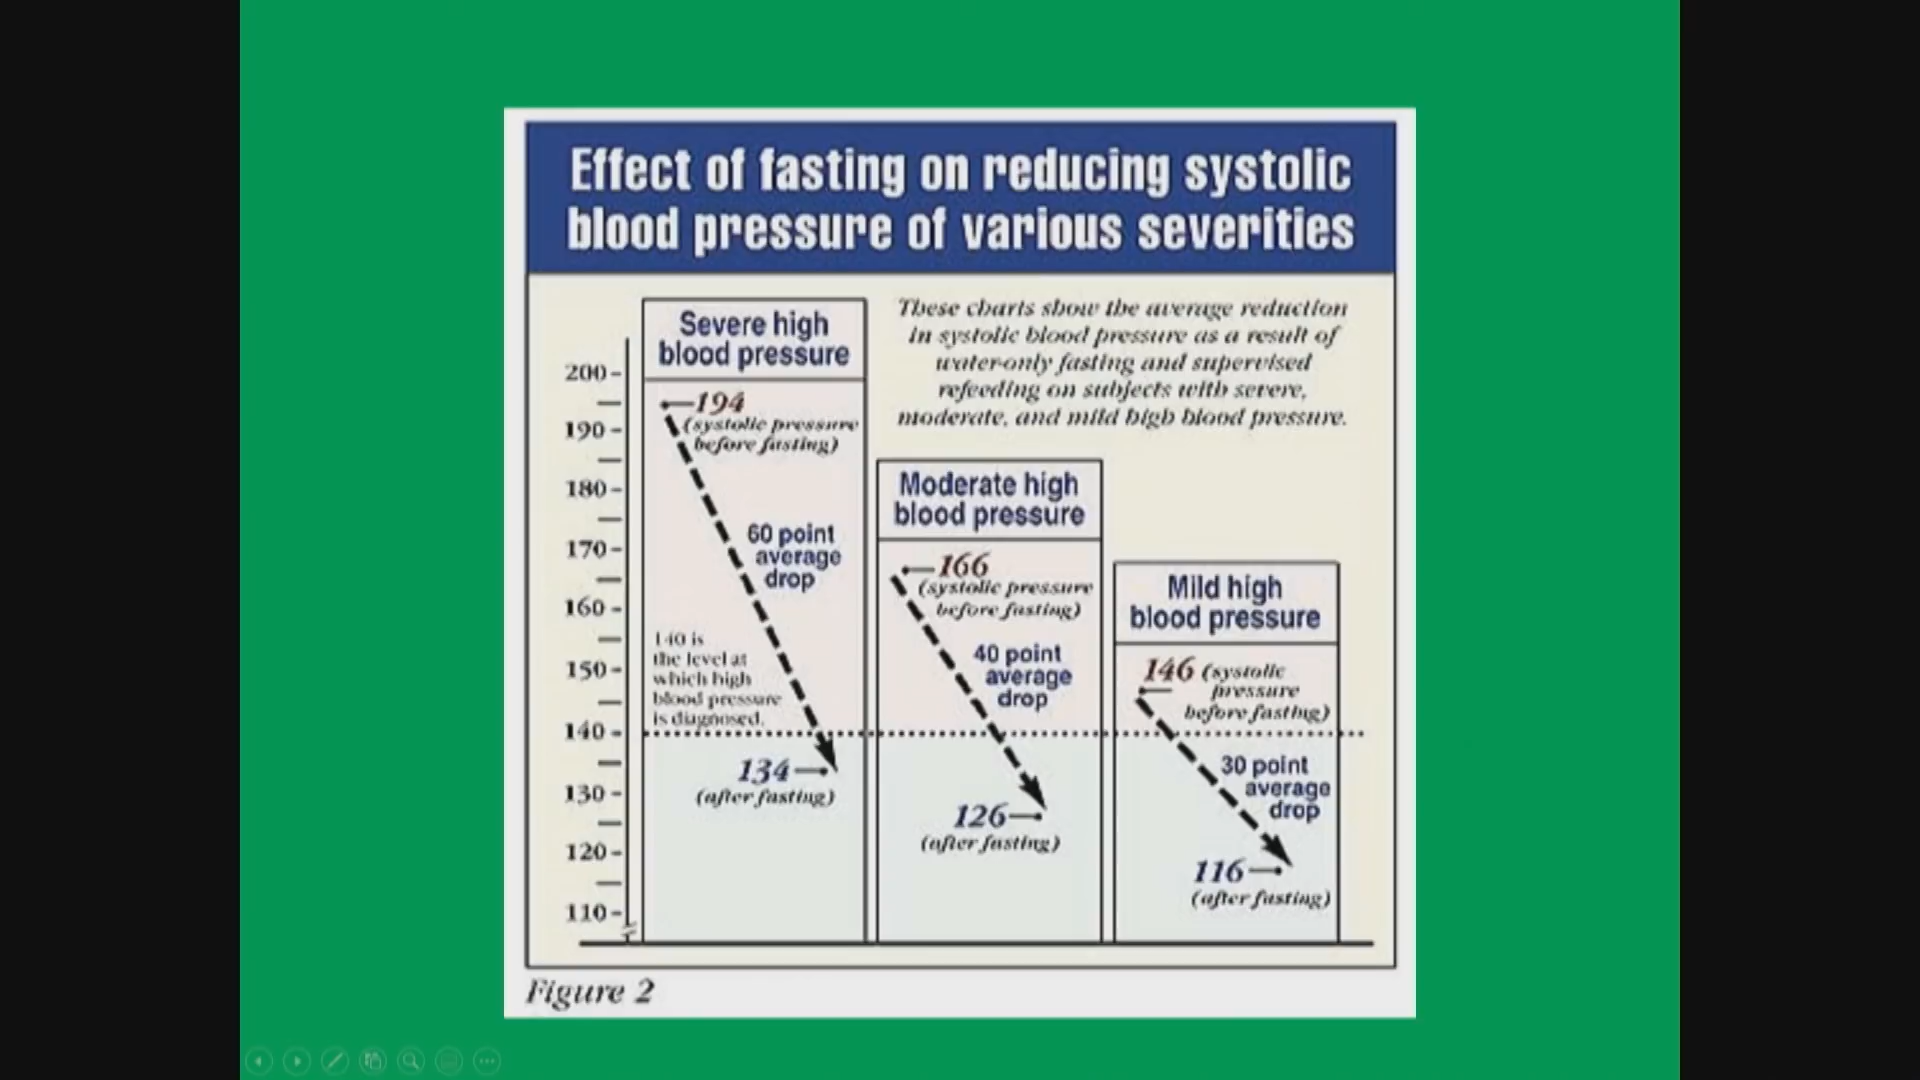 Effect of fasting on reducing systolic
blood pressure of various severities
These charts show the average reduction
in systolic blood pressure as a result of
water-only fasting and supervised
refeeding on subjects with severe,
moderate, and mild high blood pressure.
Severe high
blood pressure
194
(systolic pressure
before fasting)
60 point
average
drop
140 is
the level at
which high
blood pressure
is diagnosed.
134
(after fasting)
Moderate high
blood pressure
166
(systolic pressure
before fasting)
40 point
average
drop
126
(after fasting)
Mild high
blood pressure
146 (systolic
pressure
before fasting)
30 point
average
drop
116
(after fasting)
200
190
180
170
160
150
140
130
120
110
Figure 2